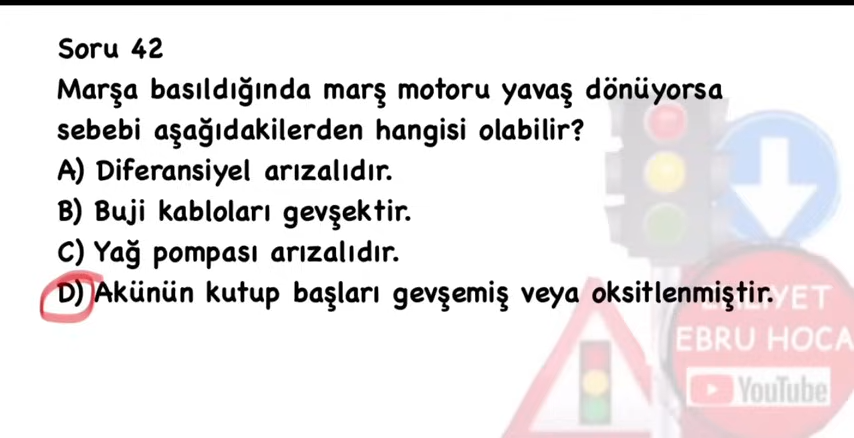 Soru 42
Marşa basıldığında marş motoru yavaş dönüyorsa
sebebi aşağıdakilerden hangisi olabilir?
A) Diferansiyel arızalıdır.
B) Buji kabloları gevşektir.
C) Yağ pompası arızalıdır.
D) Akünün kutup başları gevşemiş veya oksitlenmiştir.
EBRU HOCA
YouTube